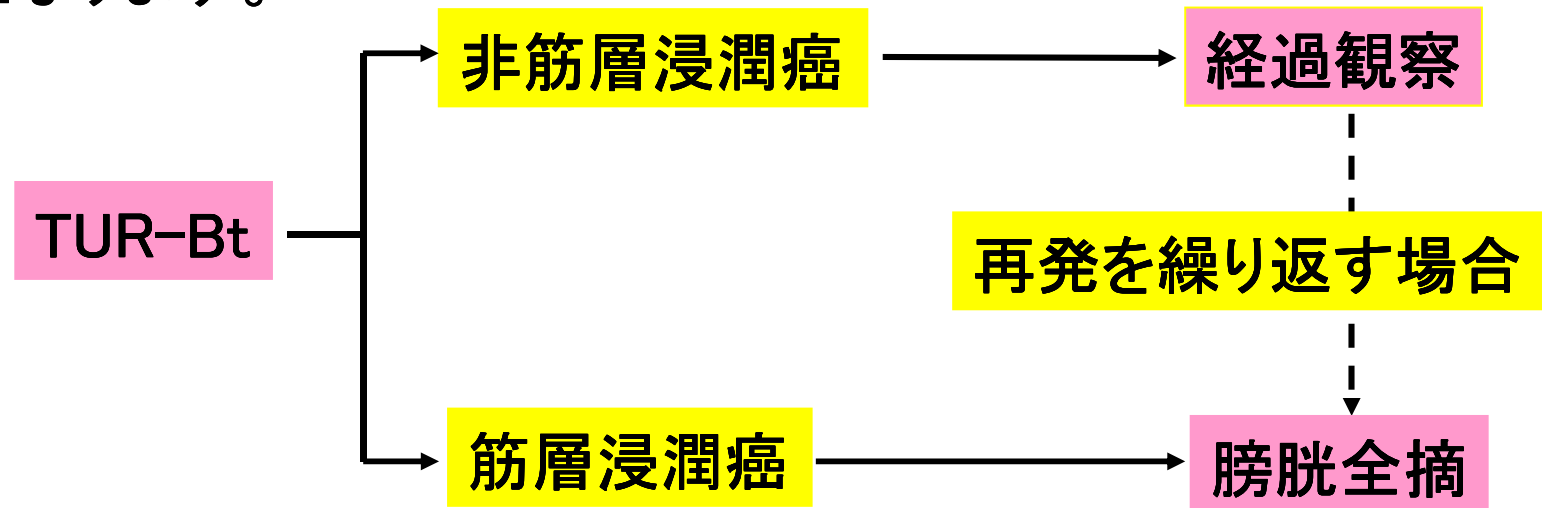 非筋層浸潤癌
経過観察
TUR-Bt
再発を繰り返す場合
筋層浸潤癌
膀胱全摘